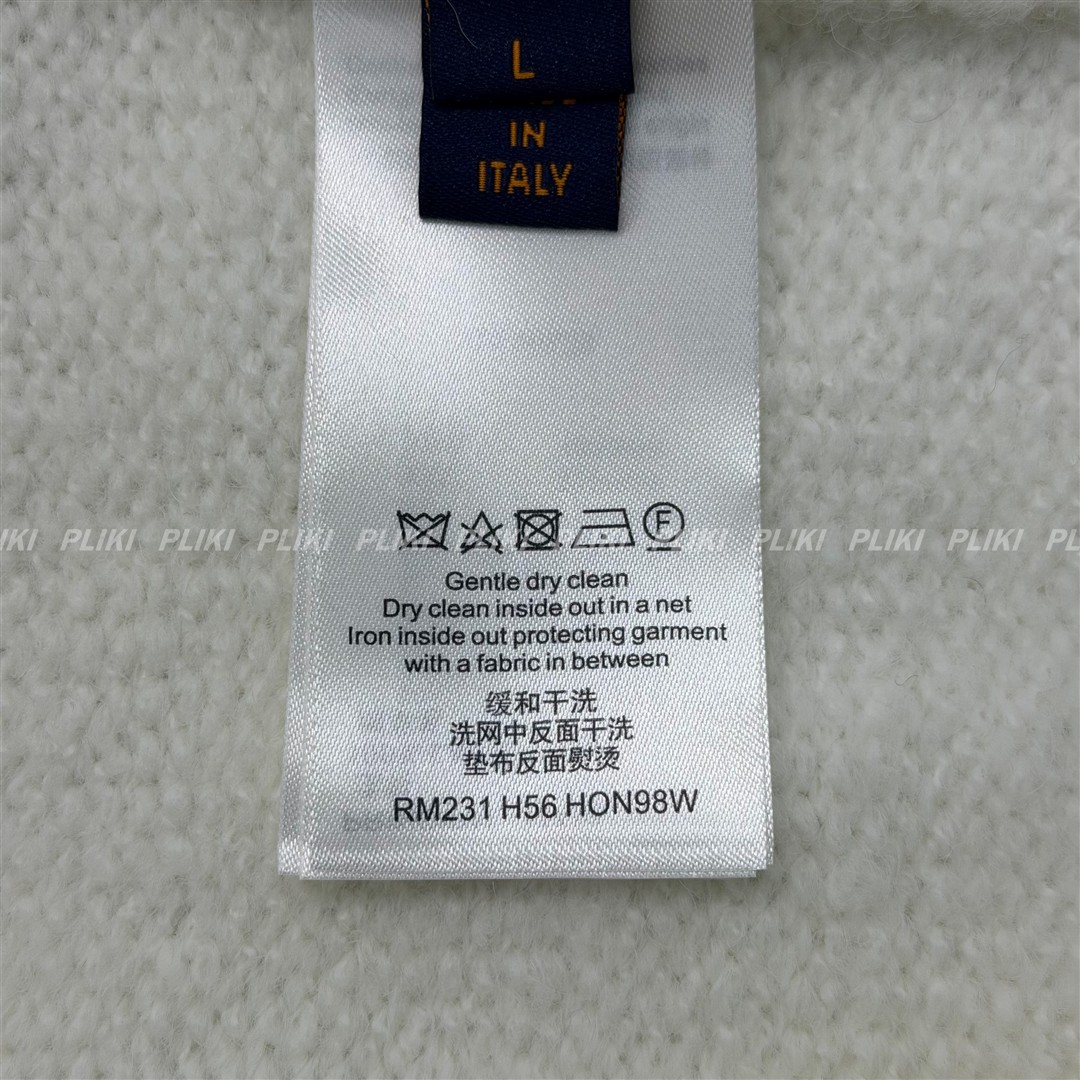 L
IN
ITALY
PLIKI PLIKI PLIKI PLIKI PLIKI PLIKI
F
Gentle dry clean
Dry clean inside out in a net
Iron inside out protecting garment
with a fabric in between
缓和干洗
洗网中反面干洗
垫布反面熨烫
RM231 H56 HON98W